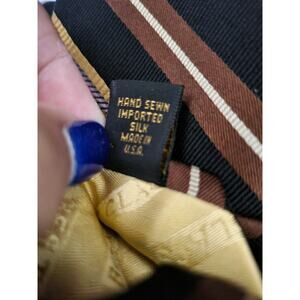 HAND SEWN
IMPORTED
SILK
MADE IN
U.S.A.